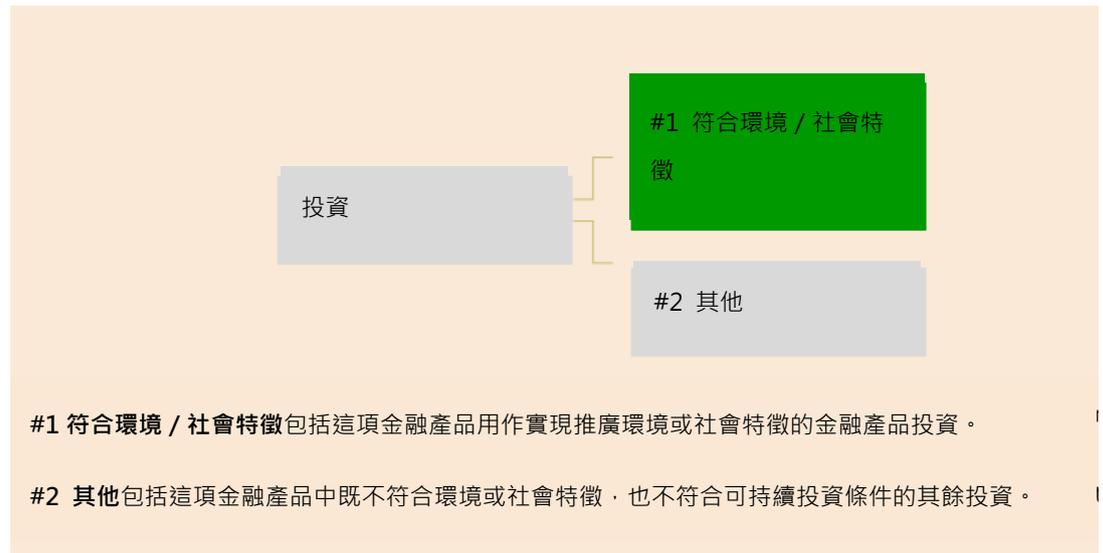 #1 符合環境 / 社會特
徵
投資
#2 其他
#1 符合環境 / 社會特徵包括這項金融產品用作實現推廣環境或社會特徵的金融產品投資。
#2 其他包括這項金融產品中既不符合環境或社會特徵，也不符合可持續投資條件的其餘投資。